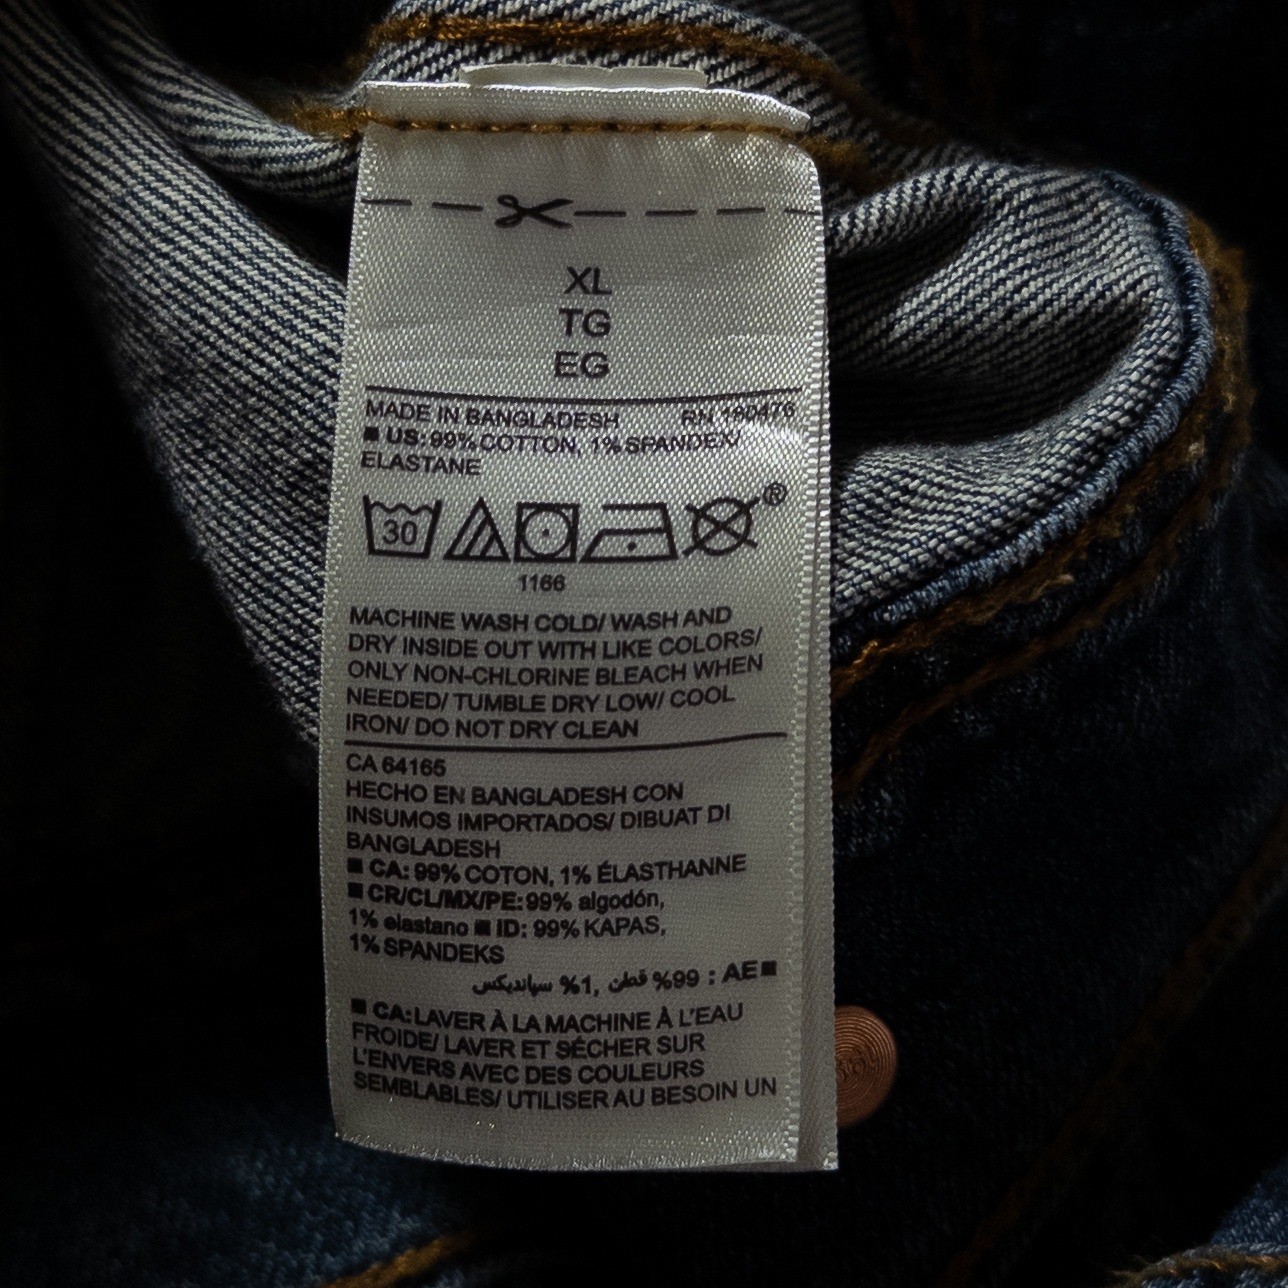 XL
TG
EG
MADE IN BANGLADESH RN 160476
■ US: 99% COTTON, 1% SPANDEX/
ELASTANE
30 ®
1166
MACHINE WASH COLD/ WASH AND
DRY INSIDE OUT WITH LIKE COLORS/
ONLY NON-CHLORINE BLEACH WHEN
NEEDED/ TUMBLE DRY LOW/ COOL
IRON/ DO NOT DRY CLEAN
CA 64165
HECHO EN BANGLADESH CON
INSUMOS IMPORTADOS/ DIBUAT DI
BANGLADESH
■ CA: 99% COTON, 1% ÉLASTHANNE
■ CR/CL/MX/PE: 99% algodón,
1% elastano ■ ID: 99% KAPAS,
1% SPANDEKS
■AE : 99% قطن, 1% سپانديكس
■ CA: LAVER À LA MACHINE À L'EAU
FROIDE/ LAVER ET SÉCHER SUR
L'ENVERS AVEC DES COULEURS
SEMBLABLES/ UTILISER AU BESOIN UN